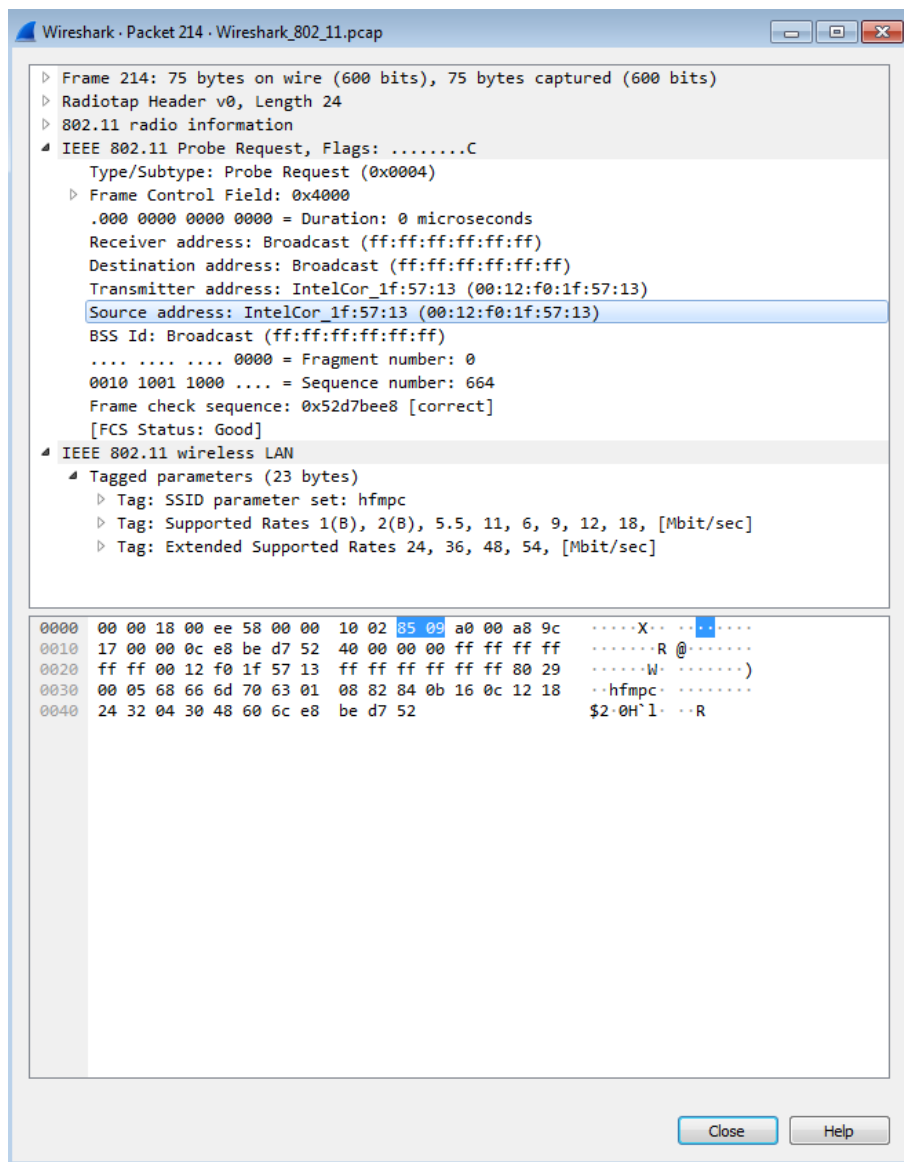 Wireshark · Packet 214 · Wireshark_802_11.pcap
Frame 214: 75 bytes on wire (600 bits), 75 bytes captured (600 bits)
Radiotap Header v0, Length 24
802.11 radio information
IEEE 802.11 Probe Request, Flags: ........C
Type/Subtype: Probe Request (0x0004)
Frame Control Field: 0x4000
.000 0000 0000 0000 = Duration: 0 microseconds
Receiver address: Broadcast (ff:ff:ff:ff:ff:ff)
Destination address: Broadcast (ff:ff:ff:ff:ff:ff)
Transmitter address: IntelCor_1f:57:13 (00:12:f0:1f:57:13)
Source address: IntelCor_1f:57:13 (00:12:f0:1f:57:13)
BSS Id: Broadcast (ff:ff:ff:ff:ff:ff)
.... .... .... 0000 = Fragment number: 0
0010 1001 1000 .... = Sequence number: 664
Frame check sequence: 0x52d7bee8 [correct]
[FCS Status: Good]
IEEE 802.11 wireless LAN
Tagged parameters (23 bytes)
Tag: SSID parameter set: hfmpc
Tag: Supported Rates 1(B), 2(B), 5.5, 11, 6, 9, 12, 18, [Mbit/sec]
Tag: Extended Supported Rates 24, 36, 48, 54, [Mbit/sec]
0000 00 00 18 00 ee 58 00 00 10 02 85 09 a0 00 a8 9c ·····X·· ········
0010 17 00 00 0c e8 be d7 52 40 00 00 00 ff ff ff ff ·······R @·······
0020 ff ff 00 12 f0 1f 57 13 ff ff ff ff ff ff 80 29 ······W· ·······)
0030 00 05 68 66 6d 70 63 01 08 82 84 0b 16 0c 12 18 ··hfmpc· ········
0040 24 32 04 30 48 60 6c e8 be d7 52 $2·0H`l· ··R
Close Help